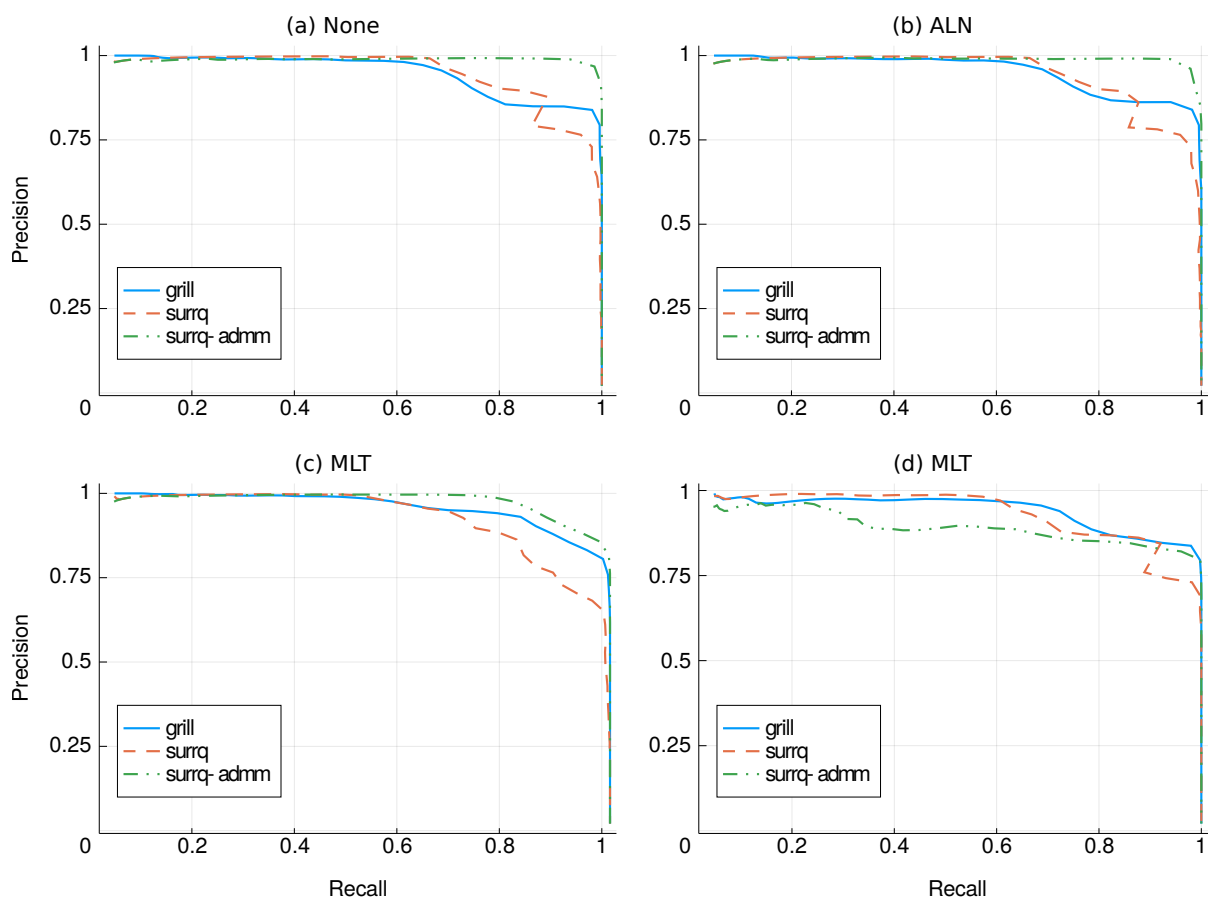 (a) None
(b) ALN
1
0.75
0.5
0.25
0
0.2
0.4
0.6
0.8
1
Precision
grill
surrq
surrq- admm
1
0.75
0.5
0.25
0
0.2
0.4
0.6
0.8
1
grill
surrq
surrq- admm
(c) MLT
(d) MLT
1
0.75
0.5
0.25
0
0.2
0.4
0.6
0.8
1
Precision
Recall
grill
surrq
surrq- admm
1
0.75
0.5
0.25
0
0.2
0.4
0.6
0.8
1
Recall
grill
surrq
surrq- admm